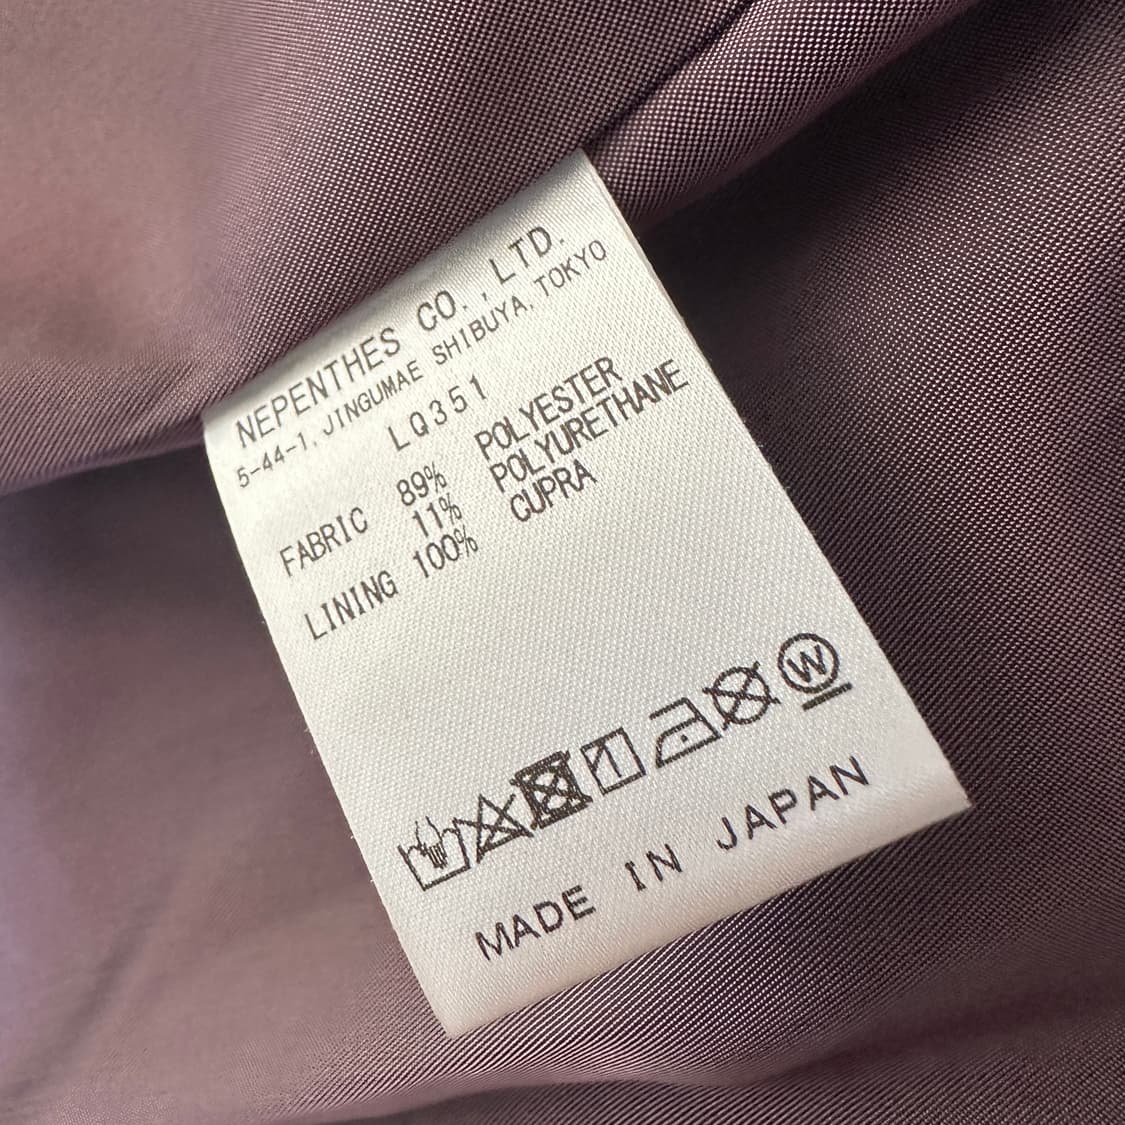 NEPENTHES CO.,LTD.
5-44-1, JINGUMAE SHIBUYA, TOKYO
LQ351
FABRIC 89% POLYESTER
11% POLYURETHANE
LINING 100% CUPRA
W
MADE IN JAPAN